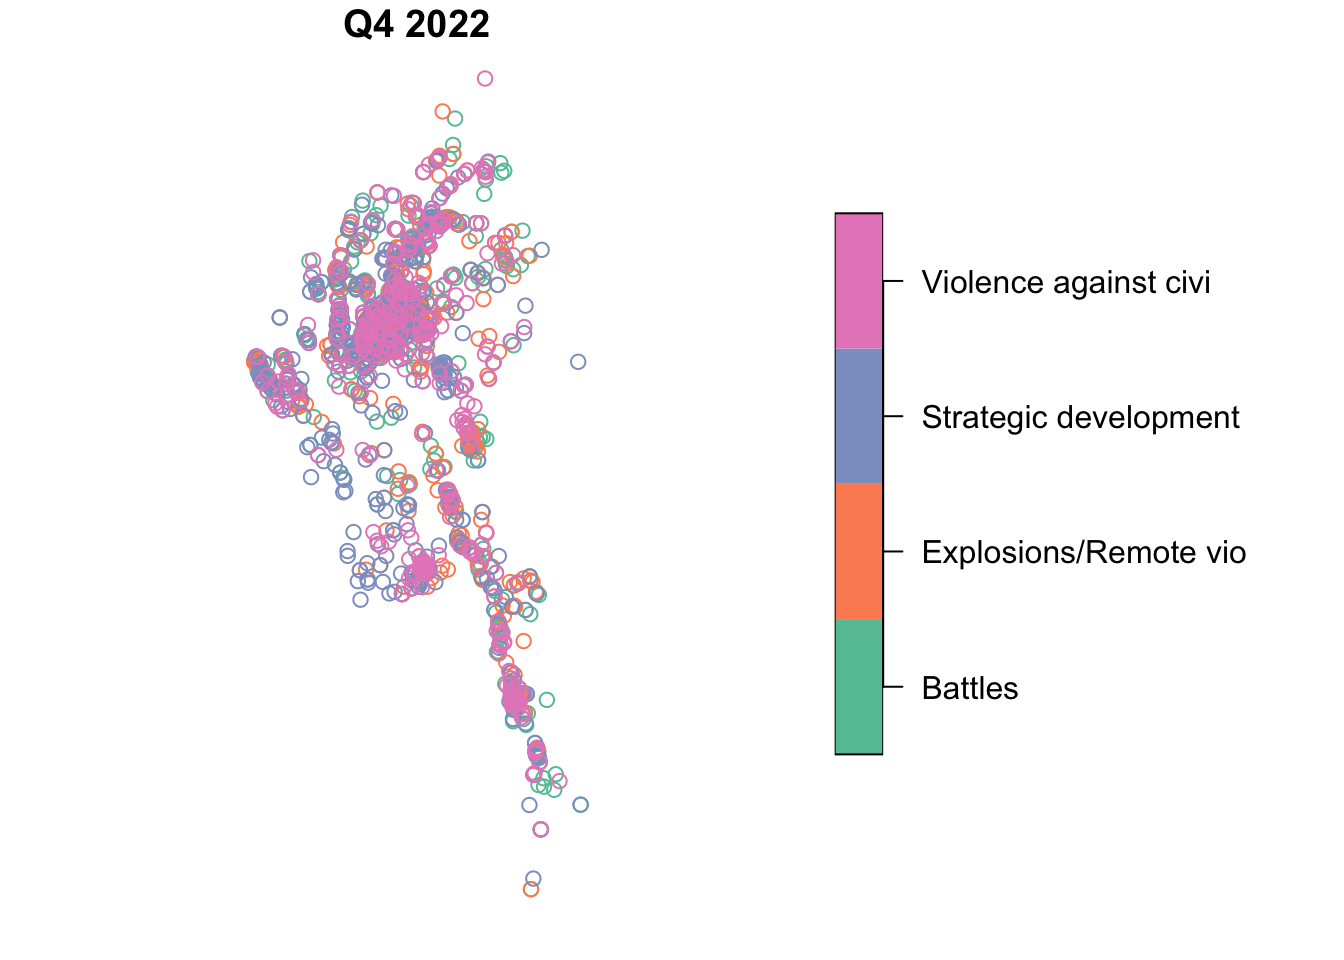 Q4 2022
Violence against civi
Strategic development
Explosions/Remote vio
Battles